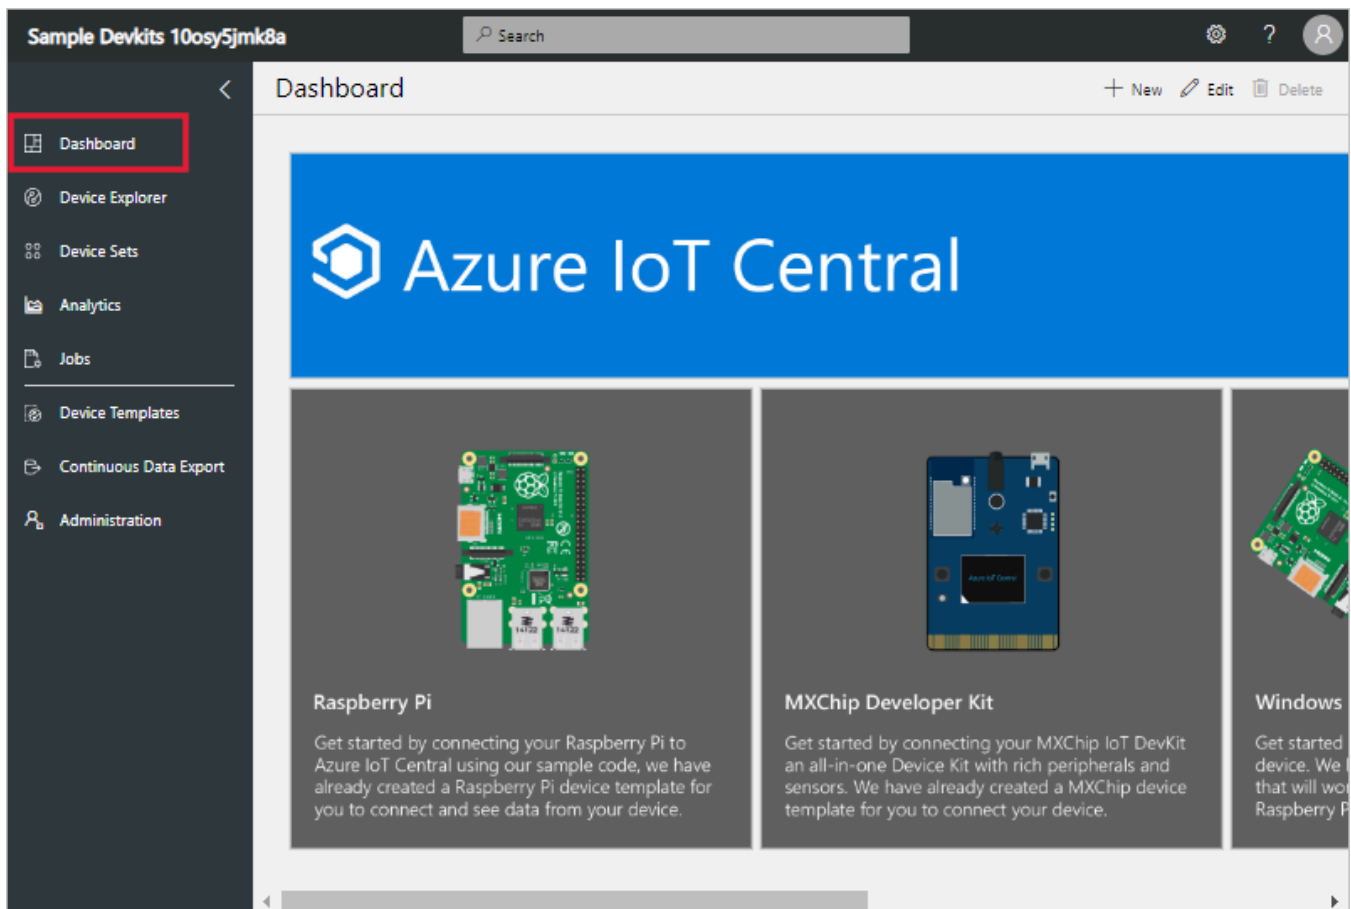 Sample Devkits 10osy5jmk8a
Search
?
Dashboard
New
Edit
Delete
Dashboard
Device Explorer
Device Sets
Analytics
Jobs
Device Templates
Continuous Data Export
Administration
Azure IoT Central
Azure IoT Central
Raspberry Pi
Get started by connecting your Raspberry Pi to
Azure IoT Central using our sample code, we have
already created a Raspberry Pi device template for
you to connect and see data from your device.
MXChip Developer Kit
Get started by connecting your MXChip IoT DevKit
an all-in-one Device Kit with rich peripherals and
sensors. We have already created a MXChip device
template for you to connect your device.
Windows
Get started
device. We
that will
Raspberry